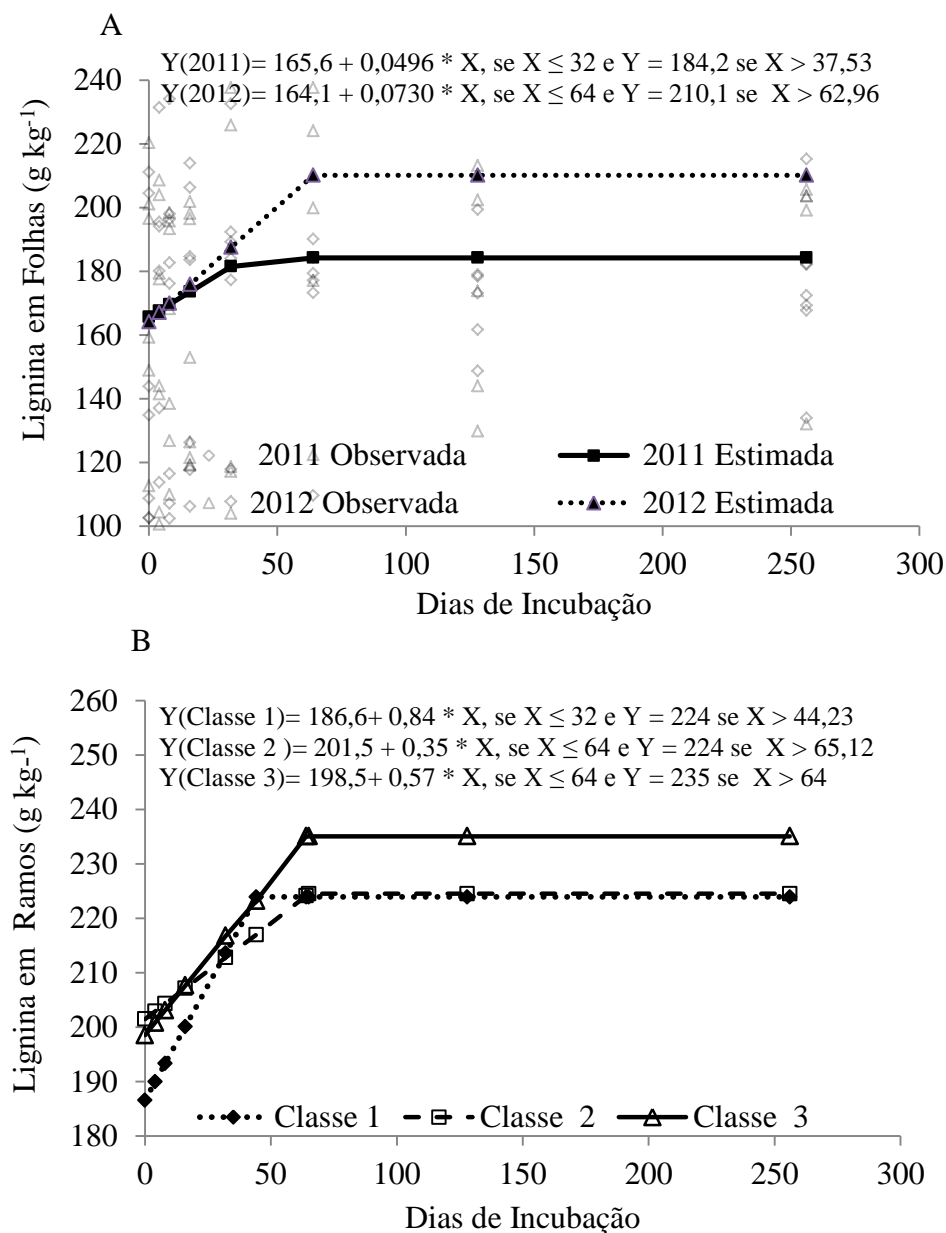 A
Y(2011)= 165,6 + 0,0496 * X, se X ≤ 32 e Y = 184,2 se X > 37,53
Y(2012)= 164,1 + 0,0730 * X, se X ≤ 64 e Y = 210,1 se X > 62,96
Lignina em Folhas (g kg-1)
240
220
200
180
160
140
120
100
2011 Observada
2011 Estimada
2012 Observada
2012 Estimada
0 50 100 150 200 250 300
Dias de Incubação
B
Y(Classe 1)= 186,6+ 0,84 * X, se X ≤ 32 e Y = 224 se X > 44,23
Y(Classe 2 )= 201,5 + 0,35 * X, se X ≤ 64 e Y = 224 se X > 65,12
Y(Classe 3)= 198,5+ 0,57 * X, se X ≤ 64 e Y = 235 se X > 64
Lignina em Ramos (g kg-1)
260
250
240
230
220
210
200
190
180
Classe 1
Classe 2
Classe 3
0 50 100 150 200 250 300
Dias de Incubação